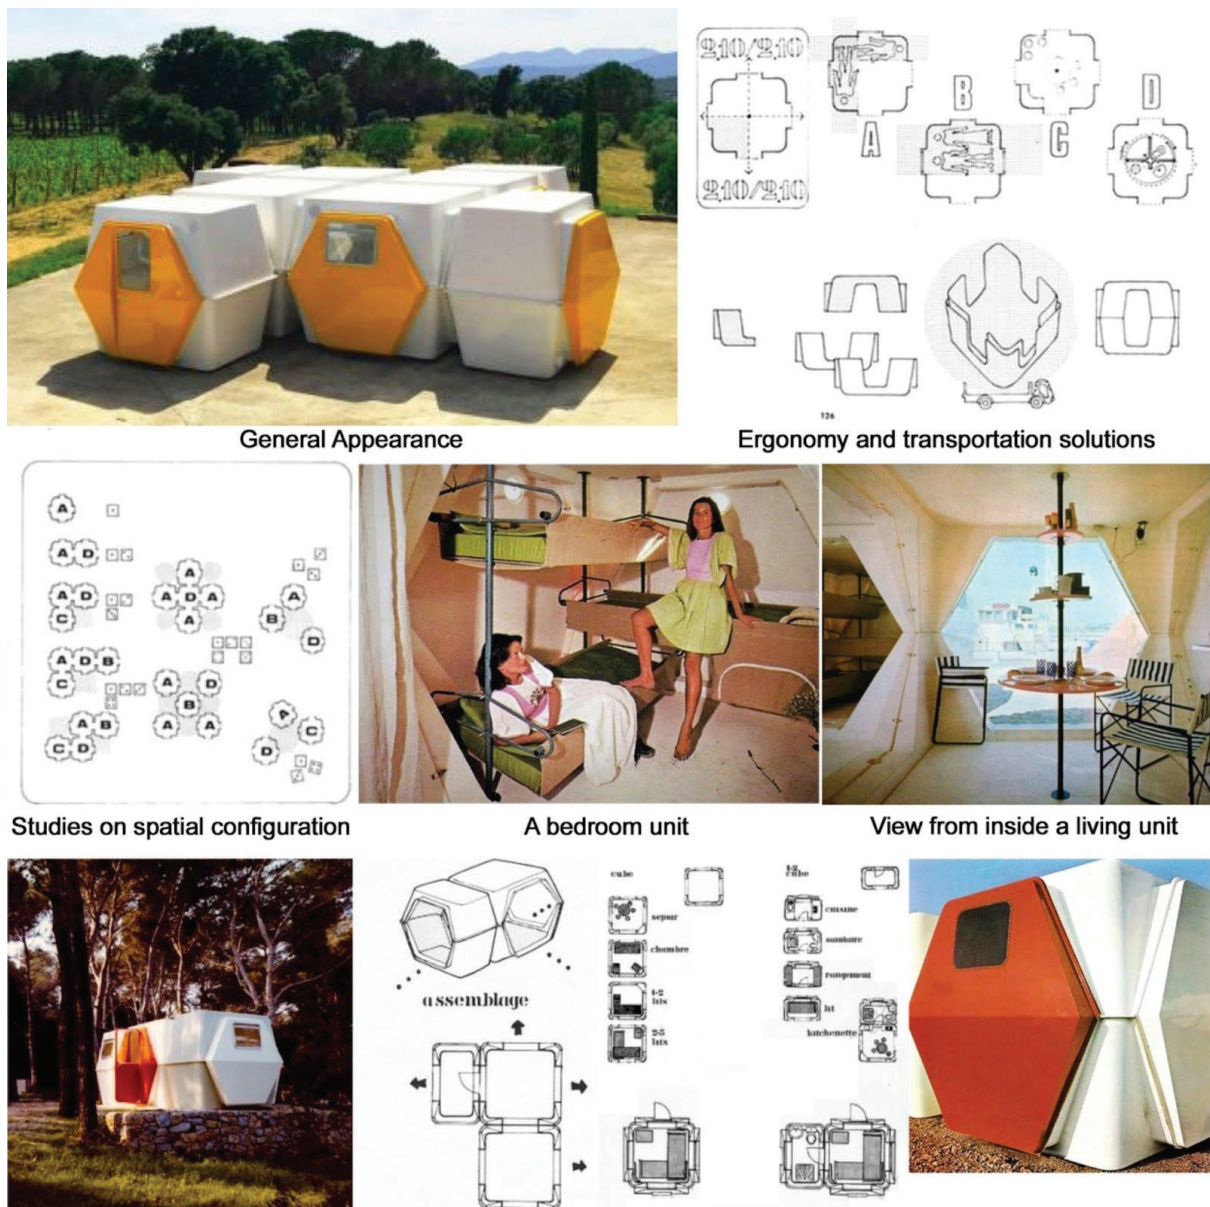 2.10/2.10
2.10/2.10
A
B
C
D
126
General Appearance
Ergonomy and transportation solutions
A
A D
A D
C
A D B
C
A B
C D
A
A D A
A
A D
B
A A
A
B
D
A
C
D
Studies on spatial configuration
A bedroom unit
View from inside a living unit
assemblage
cube
sejour
chambre
1-2
lits
2-3
lits
1-2
cube
cuisine
sanitaire
rangement
lit
kitchenette